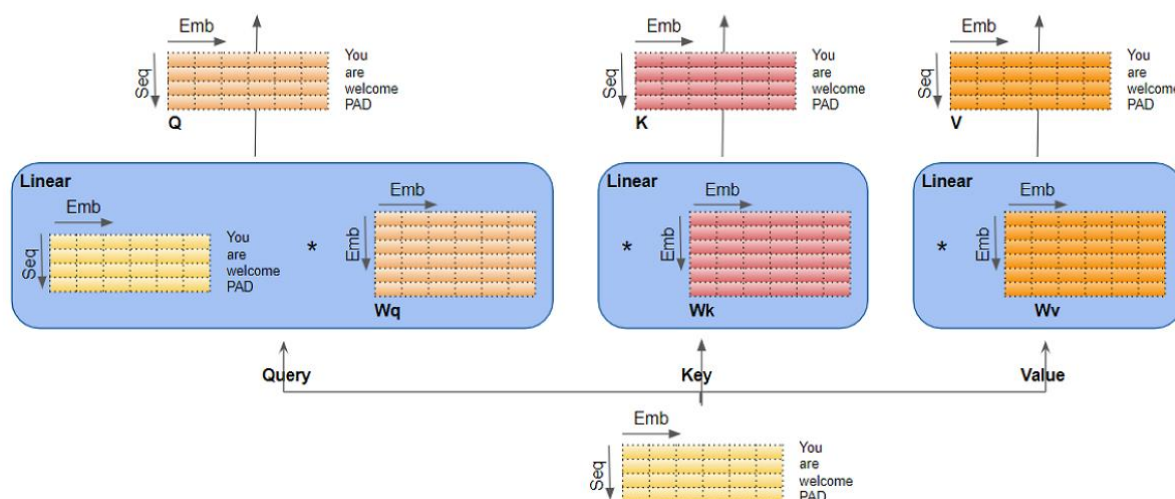 Emb
Seq
You
are
welcome
PAD
Q
Emb
Seq
You
are
welcome
PAD
K
Emb
Seq
You
are
welcome
PAD
V
Linear
Emb
Seq
You
are
welcome
PAD
*
Emb
Emb
Wq
Linear
*
Emb
Emb
Wk
Linear
*
Emb
Emb
Wv
Query
Key
Value
Emb
Seq
You
are
welcome
PAD